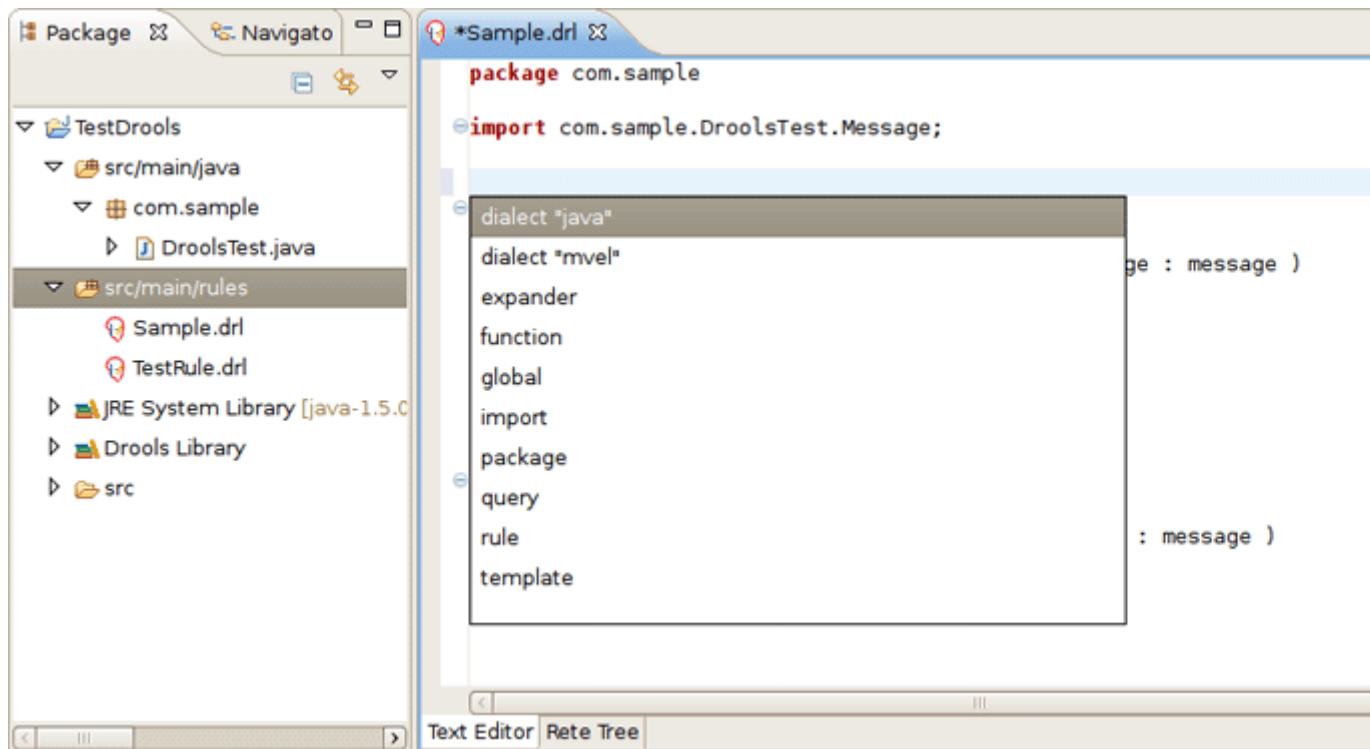 Package
Navigato
TestDrools
src/main/java
com.sample
DroolsTest.java
src/main/rules
Sample.drl
TestRule.drl
JRE System Library [java-1.5.0
Drools Library
src
*Sample.drl
package com.sample
import com.sample.DroolsTest.Message;
dialect "java"
dialect "mvel"
ge : message )
expander
function
global
import
package
query
rule
: message )
template
Text Editor Rete Tree